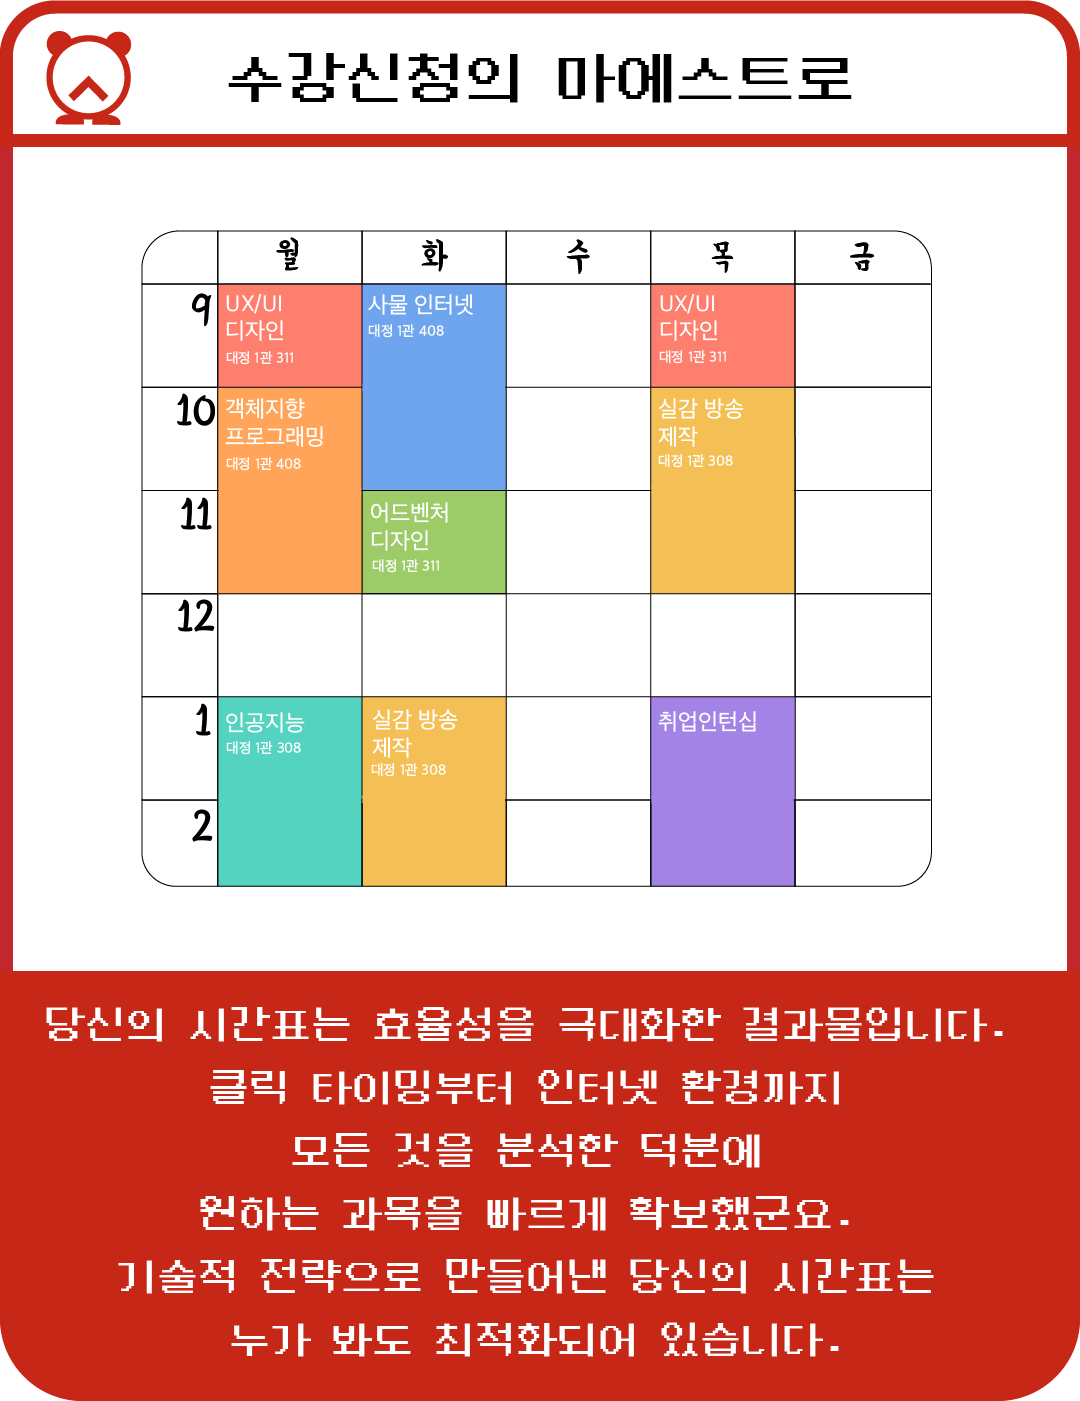 수강신청의 마에스트로
월 화 수 목 금
9
UX/UI
디자인
대정 1관 311
사물 인터넷
대정 1관 408
UX/UI
디자인
대정 1관 311
10
객체지향
프로그래밍
대정 1관 408
실감 방송
제작
대정 1관 308
11
어드벤처
디자인
대정 1관 311
12
1
인공지능
대정 1관 308
실감 방송
제작
대정 1관 308
취업인턴십
2
당신의 시간표는 효율성을 극대화한 결과물입니다.
클릭 타이밍부터 인터넷 환경까지
모든 것을 분석한 덕분에
원하는 과목을 빠르게 확보했군요.
기술적 전략으로 만들어낸 당신의 시간표는
누가 봐도 최적화되어 있습니다.